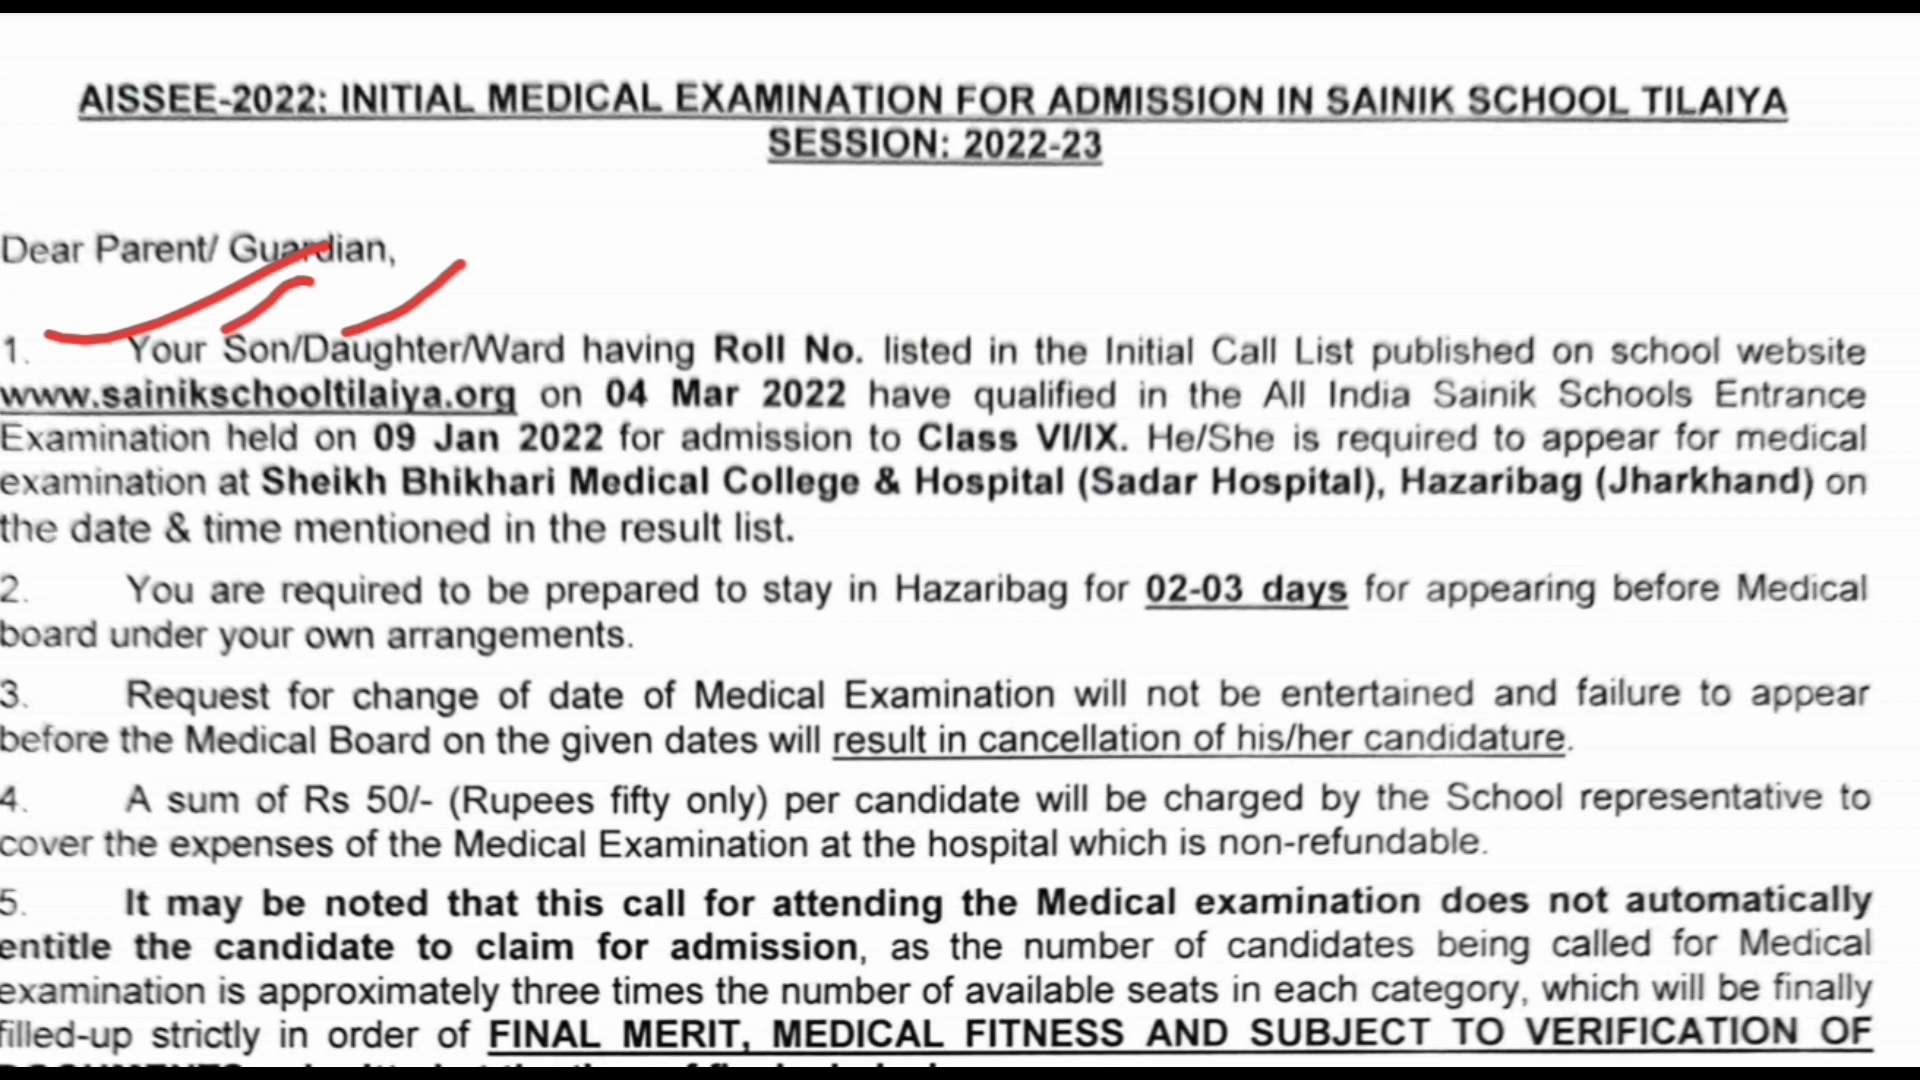 AISSEE-2022: INITIAL MEDICAL EXAMINATION FOR ADMISSION IN SAINIK SCHOOL TILAIYA
SESSION: 2022-23
Dear Parent/ Guardian,
1. Your Son/Daughter/Ward having Roll No. listed in the Initial Call List published on school website
www.sainikschooltilaiya.org on 04 Mar 2022 have qualified in the All India Sainik Schools Entrance
Examination held on 09 Jan 2022 for admission to Class VI/IX. He/She is required to appear for medical
examination at Sheikh Bhikhari Medical College & Hospital (Sadar Hospital), Hazaribag (Jharkhand) on
the date & time mentioned in the result list.
2. You are required to be prepared to stay in Hazaribag for 02-03 days for appearing before Medical
board under your own arrangements.
3. Request for change of date of Medical Examination will not be entertained and failure to appear
before the Medical Board on the given dates will result in cancellation of his/her candidature.
4. A sum of Rs 50/- (Rupees fifty only) per candidate will be charged by the School representative to
cover the expenses of the Medical Examination at the hospital which is non-refundable.
5. It may be noted that this call for attending the Medical examination does not automatically
entitle the candidate to claim for admission, as the number of candidates being called for Medical
examination is approximately three times the number of available seats in each category, which will be finally
filled-up strictly in order of FINAL MERIT, MEDICAL FITNESS AND SUBJECT TO VERIFICATION OF